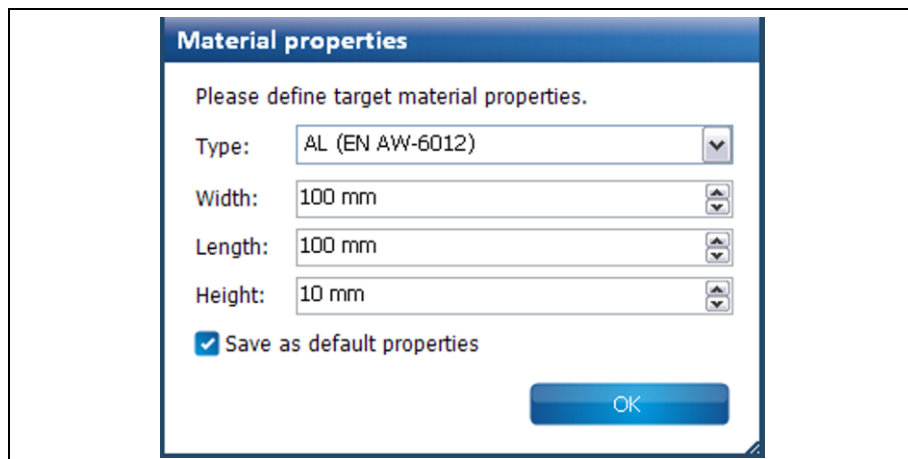 Material properties
Please define target material properties.
Type: AL (EN AW-6012)
Width: 100 mm
Length: 100 mm
Height: 10 mm
Save as default properties
OK